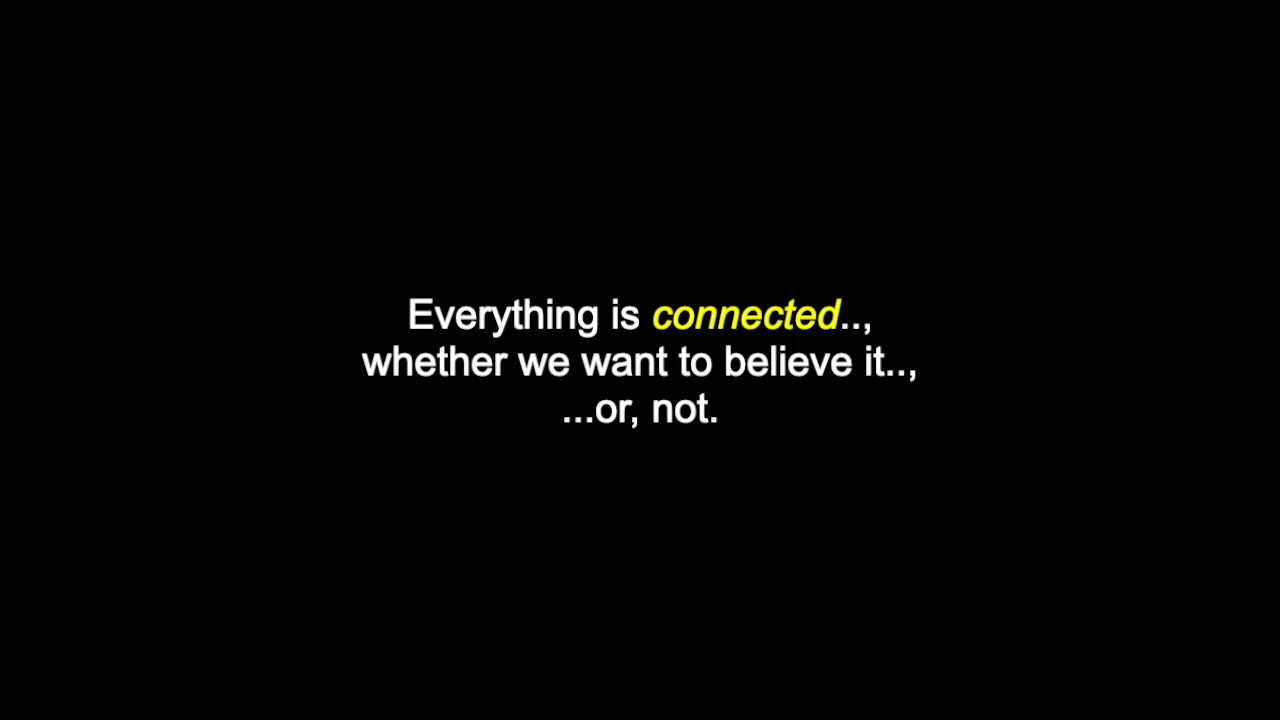 Everything is connected..,
whether we want to believe it..,
...or, not.